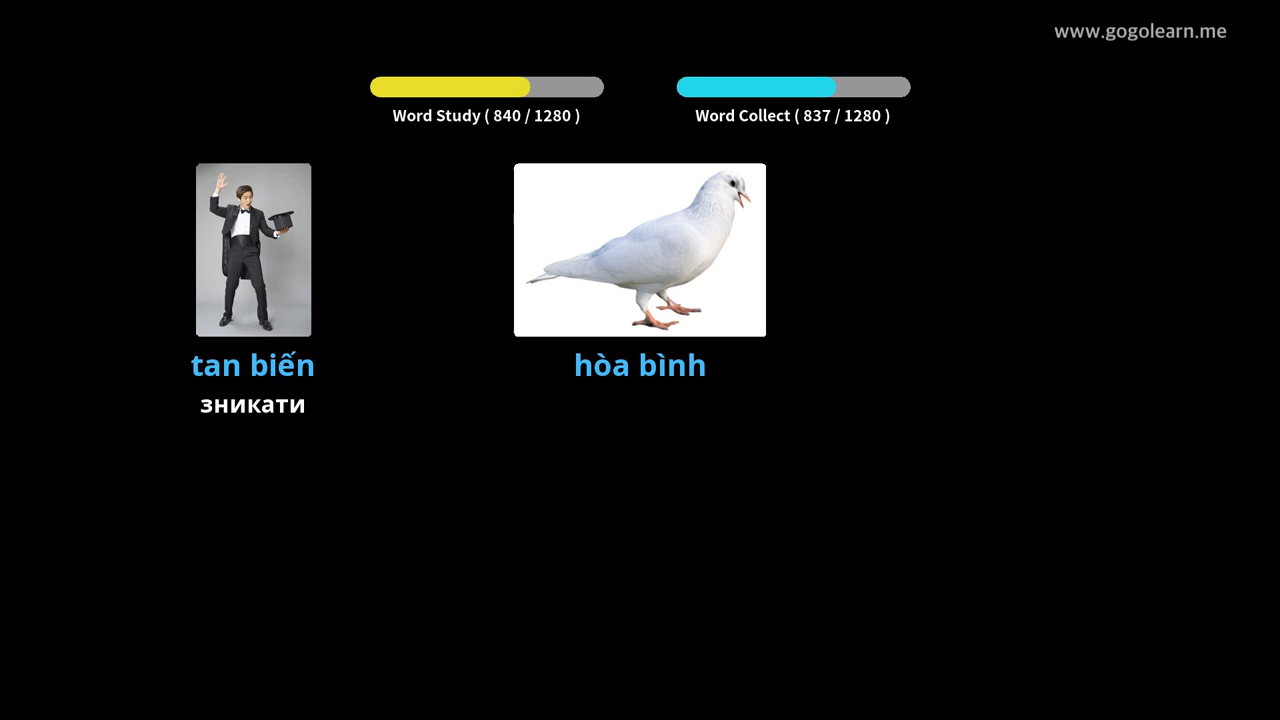 www.gogolearn.me
Word Study ( 840 / 1280 )
Word Collect ( 837 / 1280 )
tan biến
hòa bình
зникати